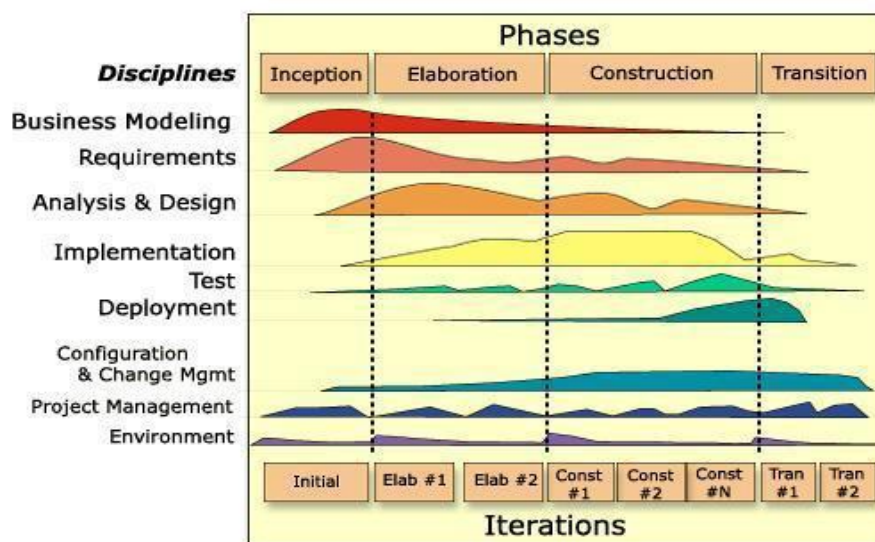 Phases
Disciplines
Inception
Elaboration
Construction
Transition
Business Modeling
Requirements
Analysis & Design
Implementation
Test
Deployment
Configuration
& Change Mgmt
Project Management
Environment
Initial
Elab #1
Elab #2
Const
#1
Const
#2
Const
#N
Tran
#1
Tran
#2
Iterations